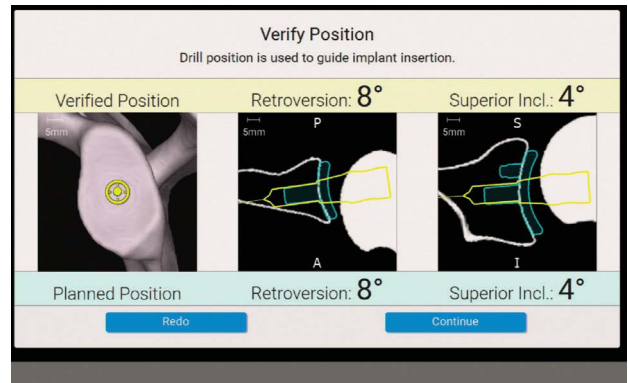 Verify Position
Drill position is used to guide implant insertion.
Verified Position Retroversion: 8° Superior Incl.: 4°
5mm P 5mm S 5mm
A I
Planned Position Retroversion: 8° Superior Incl.: 4°
Redo Continue